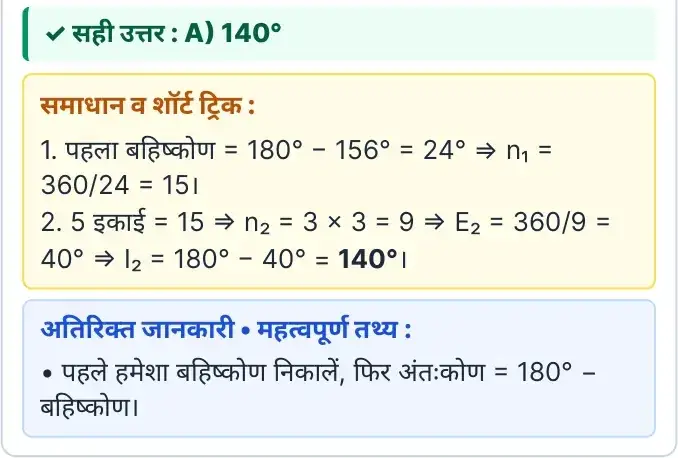 ✓ सही उत्तर : A) 140°
समाधान व शॉर्ट ट्रिक :
1. पहला बहिष्कोण = 180° − 156° = 24° ⇒ n₁ =
360/24 = 15।
2. 5 इकाई = 15 ⇒ n₂ = 3 × 3 = 9 ⇒ E₂ = 360/9 =
40° ⇒ I₂ = 180° − 40° = 140°।
अतिरिक्त जानकारी • महत्वपूर्ण तथ्य :
• पहले हमेशा बहिष्कोण निकालें, फिर अंतःकोण = 180° −
बहिष्कोण।